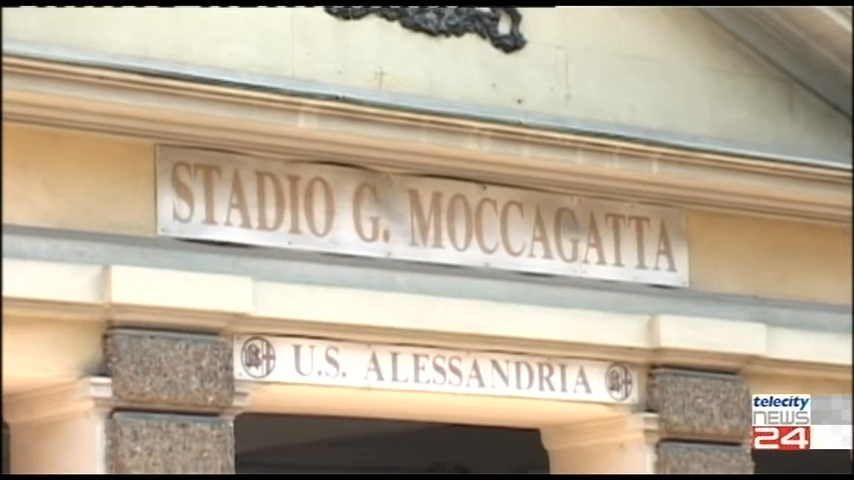 STADIO G. MOCCAGATTA
U.S. ALESSANDRIA
telecity
NEWS
24